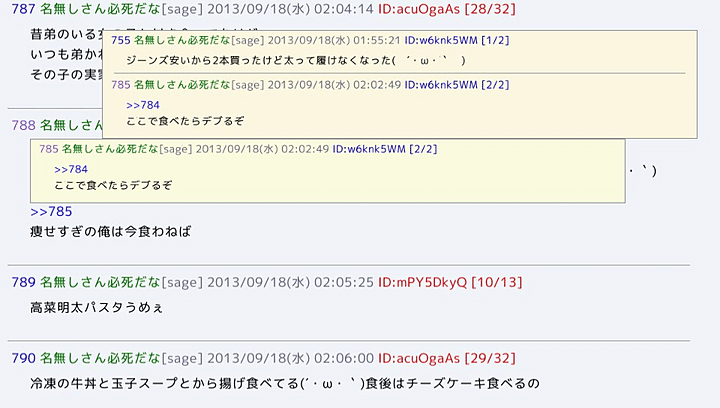 787 名無しさん必死だな[sage] 2013/09/18(水) 02:04:14 ID:acuOgaAs [28/32]
昔弟のいる
いつも弟か
その子の実
755 名無しさん必死だな[sage] 2013/09/18(水) 01:55:21 ID:w6knk5WM [1/2]
ジーンズ安いから2本買ったけど太って履けなくなった( ´・ω・` )
785 名無しさん必死だな[sage] 2013/09/18(水) 02:02:49 ID:w6knk5WM [2/2]
>>784
ここで食べたらデブるぞ
788 名無しさん必死だな
785 名無しさん必死だな[sage] 2013/09/18(水) 02:02:49 ID:w6knk5WM [2/2]
>>784
ここで食べたらデブるぞ
・`)
>>785
痩せすぎの俺は今食わねば
789 名無しさん必死だな[sage] 2013/09/18(水) 02:05:25 ID:mPY5DkyQ [10/13]
高菜明太パスタうめぇ
790 名無しさん必死だな[sage] 2013/09/18(水) 02:06:00 ID:acuOgaAs [29/32]
冷凍の牛丼と玉子スープとから揚げ食べてる(´・ω・`)食後はチーズケーキ食べるの